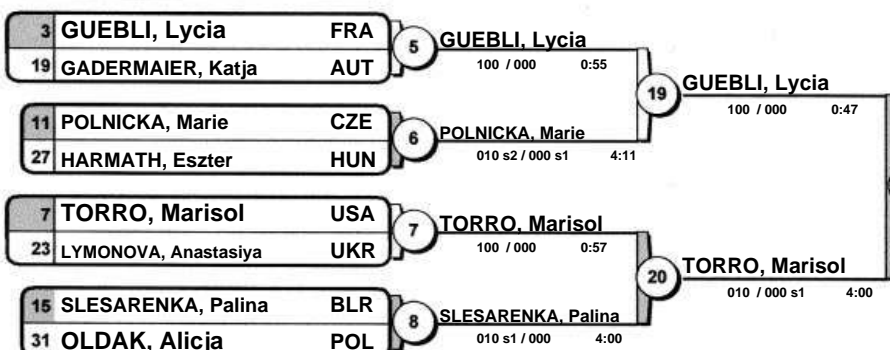 3 GUEBLI, Lycia FRA
19 GADERMAIER, Katja AUT
5
GUEBLI, Lycia
100 / 000 0:55
11 POLNICKA, Marie CZE
27 HARMATH, Eszter HUN
6
POLNICKA, Marie
010 s2 / 000 s1 4:11
19
GUEBLI, Lycia
100 / 000 0:47
7 TORRO, Marisol USA
23 LYMONOVA, Anastasiya UKR
7
TORRO, Marisol
100 / 000 0:57
15 SLESARENKA, Palina BLR
31 OLDAK, Alicja POL
8
SLESARENKA, Palina
010 s1 / 000 4:00
20
TORRO, Marisol
010 / 000 s1 4:00